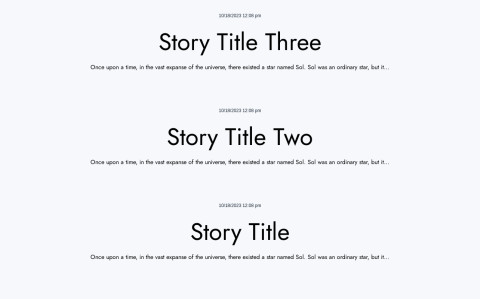 10/18/2023 12:08 pm
Story Title Three
Once upon a time, in the vast expanse of the universe, there existed a star named Sol. Sol was an ordinary star, but it...
10/18/2023 12:08 pm
Story Title Two
Once upon a time, in the vast expanse of the universe, there existed a star named Sol. Sol was an ordinary star, but it...
10/18/2023 12:08 pm
Story Title
Once upon a time, in the vast expanse of the universe, there existed a star named Sol. Sol was an ordinary star, but it...